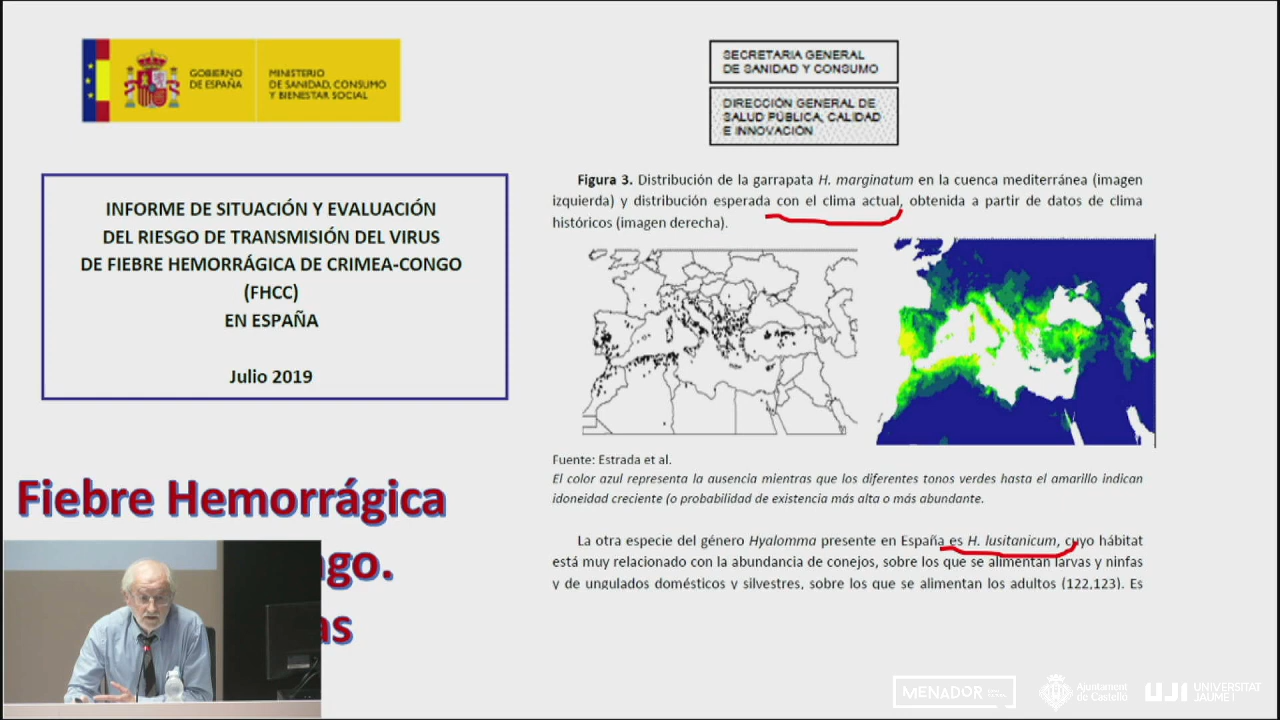 GOBIERNO
DE ESPAÑA
MINISTERIO
DE SANIDAD, CONSUMO
Y BIENESTAR SOCIAL
SECRETARIA GENERAL
DE SANIDAD Y CONSUMO
DIRECCIÓN GENERAL DE
SALUD PÚBLICA, CALIDAD
E INNOVACIÓN
INFORME DE SITUACIÓN Y EVALUACIÓN
DEL RIESGO DE TRANSMISIÓN DEL VIRUS
DE FIEBRE HEMORRÁGICA DE CRIMEA-CONGO
(FHCC)
EN ESPAÑA
Julio 2019
Figura 3. Distribución de la garrapata H. marginatum en la cuenca mediterránea (imagen
izquierda) y distribución esperada con el clima actual, obtenida a partir de datos de clima
históricos (imagen derecha).
Fuente: Estrada et al.
El color azul representa la ausencia mientras que los diferentes tonos verdes hasta el amarillo indican
idoneidad creciente (o probabilidad de existencia más alta o más abundante.
La otra especie del género Hyalomma presente en España es H. lusitanicum, cuyo hábitat
está muy relacionado con la abundancia de conejos, sobre los que se alimentan larvas y ninfas
y de ungulados domésticos y silvestres, sobre los que se alimentan los adultos (122,123). Es
Fiebre Hemorrágica
go.
as
MENADOR
Ajuntament
de Castelló
UJI UNIVERSITAT
JAUME I